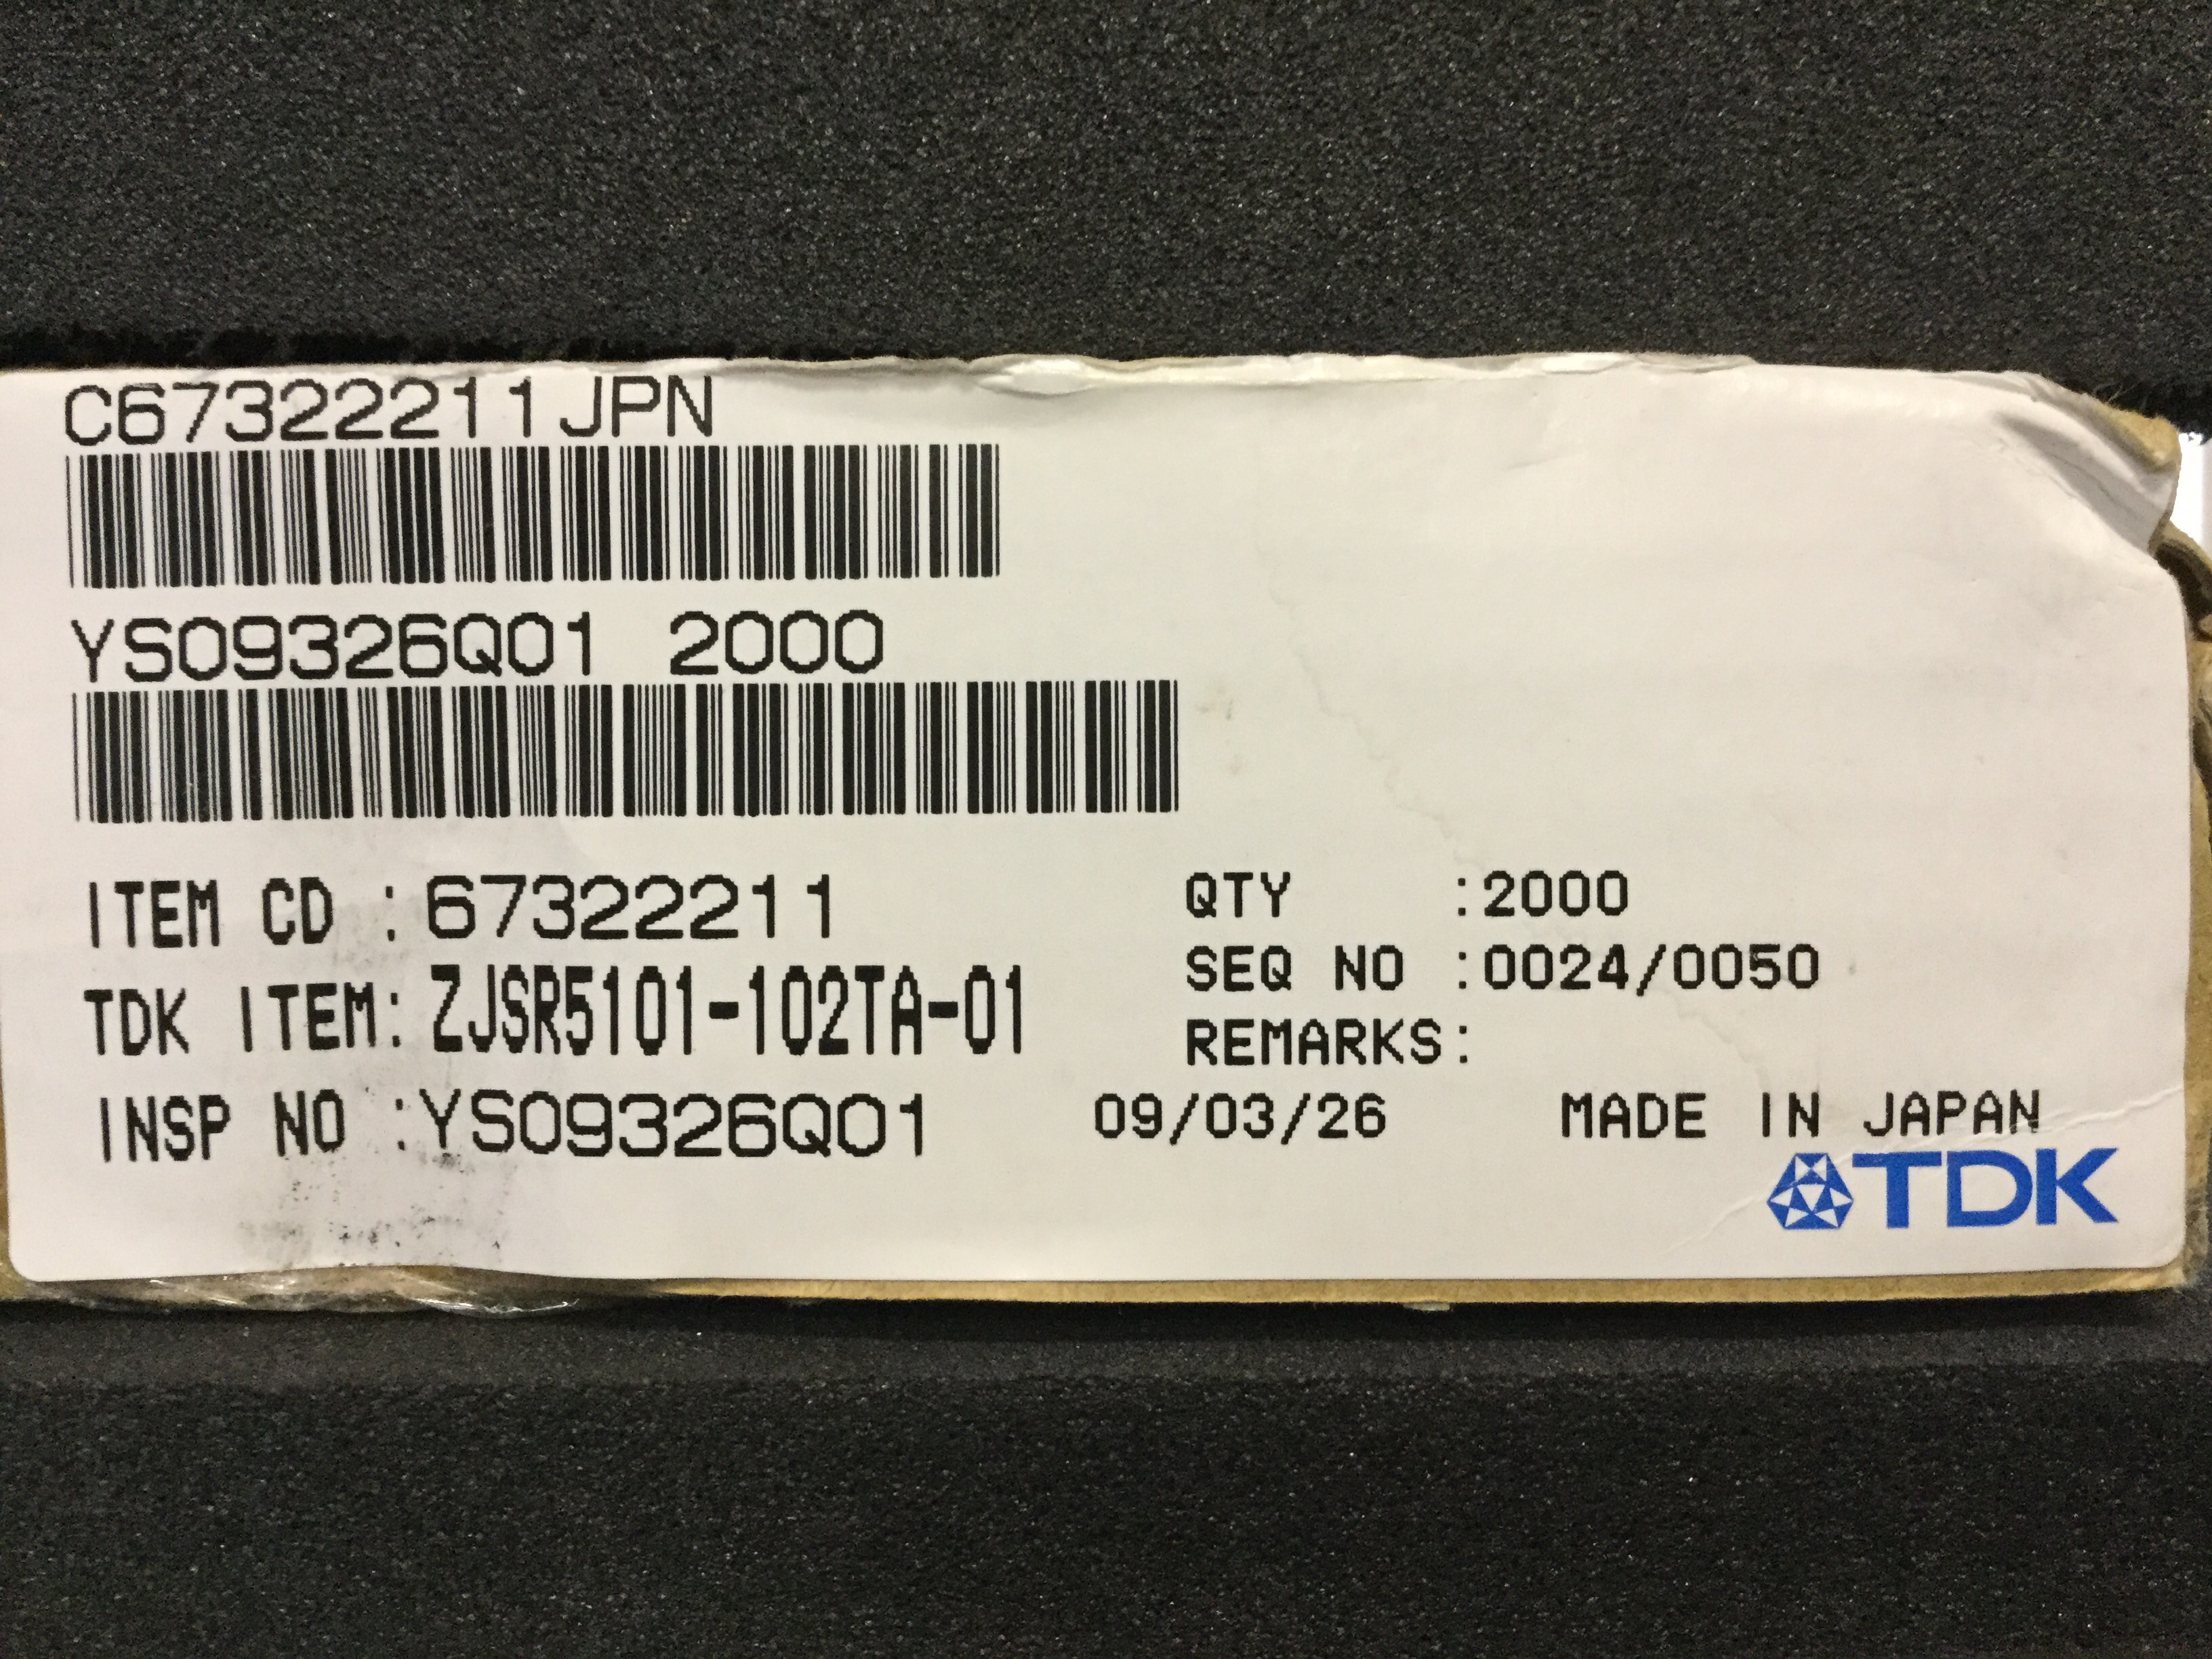 C67322211JPN
YS09326Q01 2000
ITEM CD :67322211
TDK ITEM: ZJSR5101-102TA-01
INSP NO :YS09326Q01
QTY :2000
SEQ NO :0024/0050
REMARKS:
09/03/26 MADE IN JAPAN
TDK